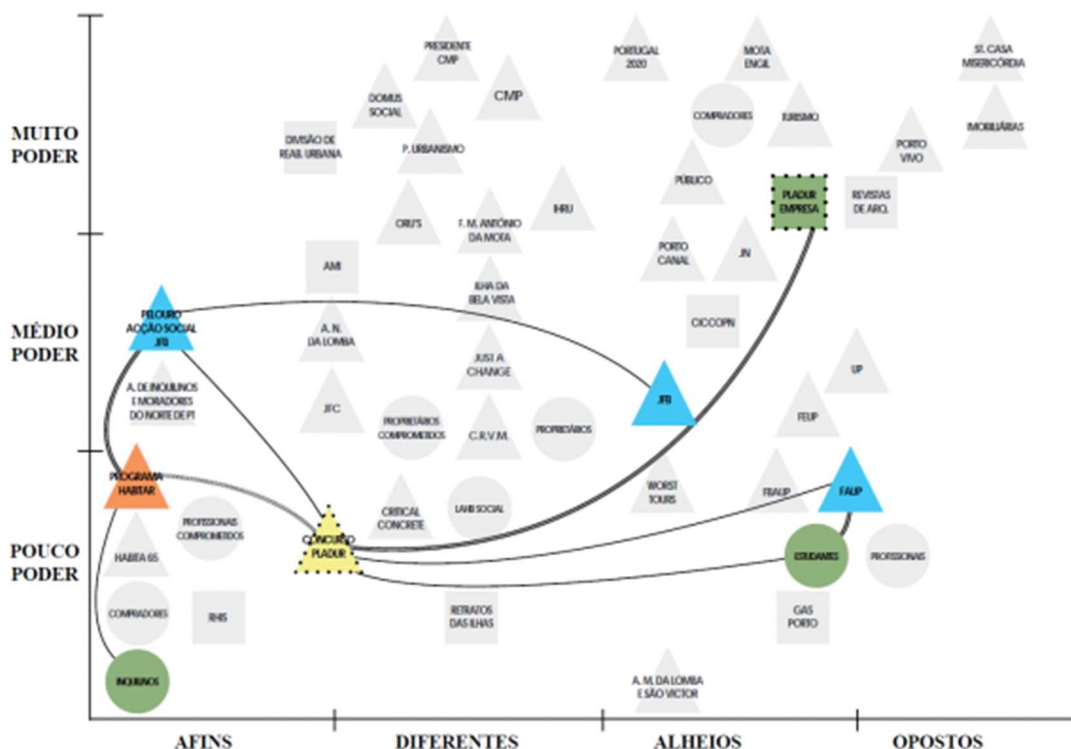 PRESIDENTE
CMP
PORTUGAL
2020
MOTA
ENGIL
ST. CASA
MISERICÓRDIA
DOMUS
SOCIAL
CMP
COMPRADORES
TURISMO
IMOBILIÁRIAS
MUITO
PODER
DIVISÃO DE
REAB. URBANA
P. URBANISMO
PORTO
VIVO
PÚBLICO
PLADUR
EMPRESA
REVISTAS
DE ARQ.
ORU'S
F. M. ANTÓNIO
DA MOTA
IHRU
PORTO
CANAL
JN
AMI
ILHA DA
BELA VISTA
PELOURO
ACÇÃO SOCIAL
JFB
MÉDIO
PODER
A. N.
DA LOMBA
CICCOPN
JUST A
CHANGE
UP
A. DE INQUILINOS
E MORADORES
DO NORTE DE PT
JFC
JFB
FEUP
PROPRIETÁRIOS
COMPROMETIDOS
C.R.V.M.
PROPRIETÁRIOS
PROGRAMA
HABITAR
WORST
TOURS
FBAUP
FAUP
PROFISSIONAIS
COMPROMETIDOS
CRITICAL
CONCRETE
LAHB SOCIAL
CONCURSO
PLADUR
POUCO
PODER
HABITA 65
ESTUDANTES
PROFISSIONAIS
COMPRADORES
RHIS
RETRATOS
DAS ILHAS
GAS
PORTO
INQUILINOS
A. M. DA LOMBA
E SÃO VICTOR
AFINS
DIFERENTES
ALHEIOS
OPOSTOS